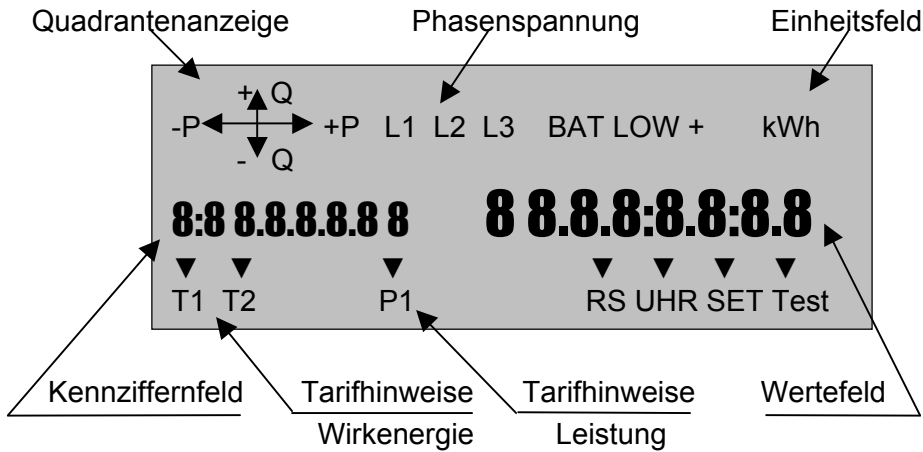 Quadrantenanzeige Phasenspannung Einheitsfeld
+ Q
-P +P L1 L2 L3 BAT LOW + kWh
- Q
8:8 8.8.8.8.8 8 8 8.8.8:8.8:8.8
T1 T2 P1 RS UHR SET Test
Kennziffernfeld Tarifhinweise Tarifhinweise Wertefeld
Wirkenergie Leistung